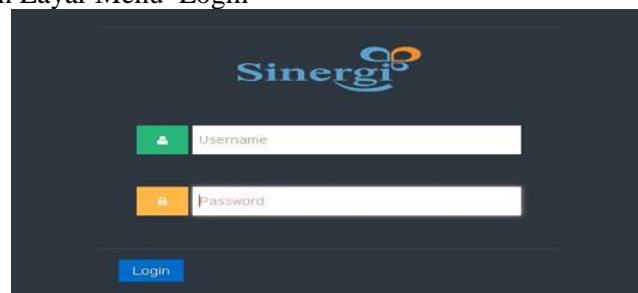 Layar Menu Login
Sinergi
Username
Password
Login